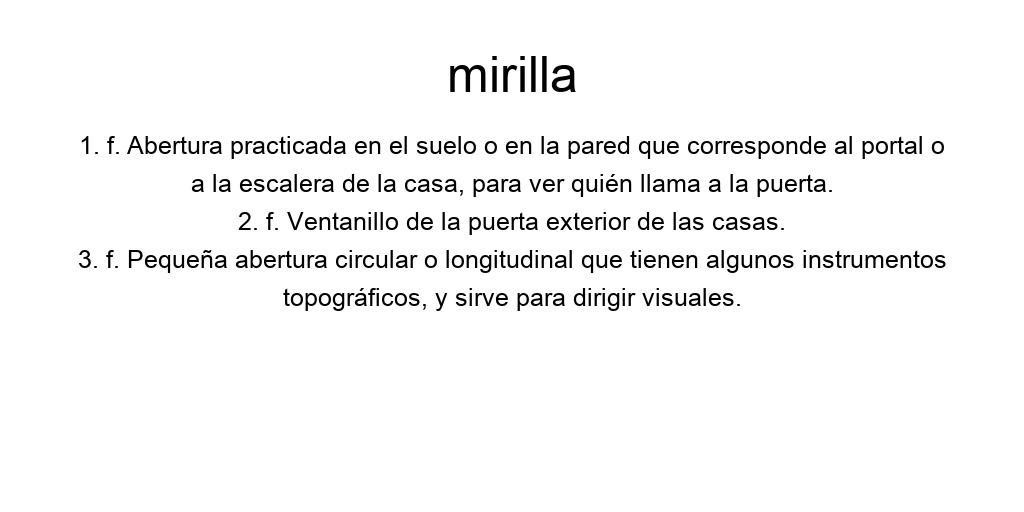 mirilla
1. f. Abertura practicada en el suelo o en la pared que corresponde al portal o
a la escalera de la casa, para ver quién llama a la puerta.
2. f. Ventanillo de la puerta exterior de las casas.
3. f. Pequeña abertura circular o longitudinal que tienen algunos instrumentos
topográficos, y sirve para dirigir visuales.